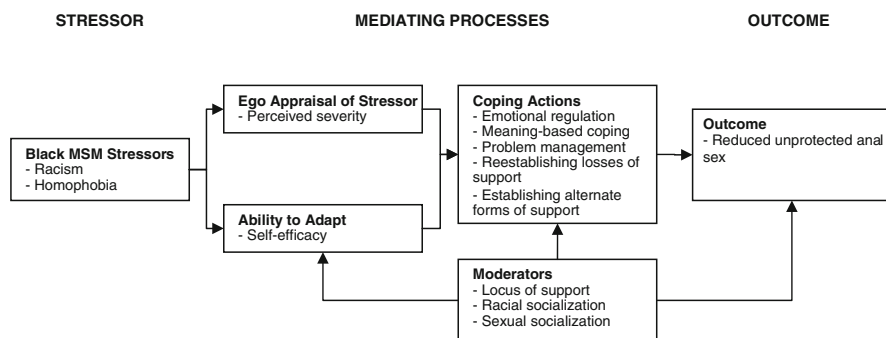 STRESSOR
MEDIATING PROCESSES
OUTCOME
Black MSM Stressors
- Racism
- Homophobia
Ego Appraisal of Stressor
- Perceived severity
Ability to Adapt
- Self-efficacy
Coping Actions
- Emotional regulation
- Meaning-based coping
- Problem management
- Reestablishing losses of
support
- Establishing alternate
forms of support
Moderators
- Locus of support
- Racial socialization
- Sexual socialization
Outcome
- Reduced unprotected anal
sex